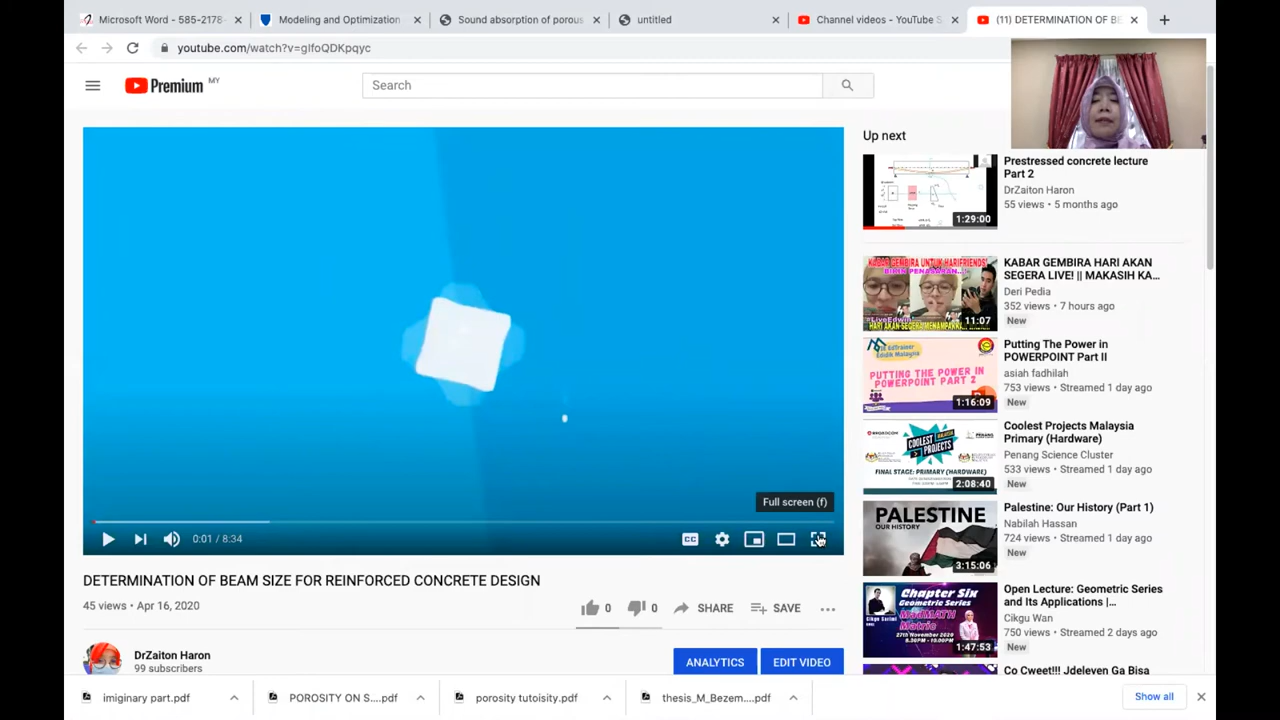 Microsoft Word - 585-2178-
Modeling and Optimization
Sound absorption of porous
untitled
Channel videos - YouTube S
(11) DETERMINATION OF BE
youtube.com/watch?v=gIfoQDKpqyc
Premium MY
Search
Up next
1:29:00
Prestressed concrete lecture
Part 2
DrZaiton Haron
55 views • 5 months ago
KABAR GEMBIRA UNTUK HARIFRIENDS!
BIKIN PENASARAN...
11:07
KABAR GEMBIRA HARI AKAN
SEGERA LIVE! || MAKASIH KA...
Deri Pedia
352 views • 7 hours ago
New
PUTTING THE POWER IN
POWERPOINT PART 2
1:16:09
Putting The Power in
POWERPOINT Part II
asiah fadhilah
753 views • Streamed 1 day ago
New
COOLEST
PROJECTS
MALAYSIA
FINAL STAGE: PRIMARY (HARDWARE)
2:08:40
Coolest Projects Malaysia
Primary (Hardware)
Penang Science Cluster
533 views • Streamed 1 day ago
New
PALESTINE
OUR HISTORY
3:15:06
Palestine: Our History (Part 1)
Nabilah Hassan
724 views • Streamed 1 day ago
New
Chapter Six
Geometric Series
Matric
27th November 2020
1:47:53
Open Lecture: Geometric Series
and Its Applications |...
Cikgu Wan
750 views • Streamed 2 days ago
New
Co Cweet!!! Jdeleven Ga Bisa
Full screen (f)
0:01 / 8:34
CC
DETERMINATION OF BEAM SIZE FOR REINFORCED CONCRETE DESIGN
45 views • Apr 16, 2020
0
0
SHARE
SAVE
DrZaiton Haron
99 subscribers
ANALYTICS
EDIT VIDEO
imiginary part.pdf
POROSITY ON S....pdf
porosity tutoisity.pdf
thesis_M_Bezem....pdf
Show all